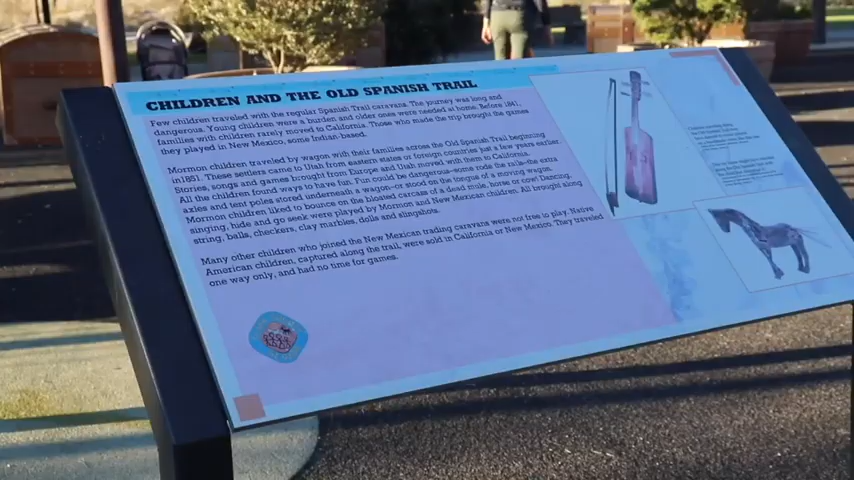 CHILDREN AND THE OLD SPANISH TRAIL
Few children traveled with the regular Spanish Trail caravans. The journey was long and
dangerous. Young children were a burden and older ones were needed at home. Before 1841,
families with children rarely moved to California. Those who made the trip brought the games
they played in New Mexico, some Indian-based.
Mormon children traveled by wagon with their families across the Old Spanish Trail beginning
in 1851. These settlers came to Utah from eastern states or foreign countries just a few years earlier.
Stories, songs and games brought from Europe and Utah moved with them to California.
All the children found ways to have fun. Fun could be dangerous—some rode the tails—the extra
axles and tent poles stored underneath a wagon—or stood on the tongue of a moving wagon.
Mormon children liked to bounce on the bloated carcass of a dead mule, horse or cow! Dancing,
singing, hide and go seek were played by Mormon and New Mexican children. All brought along
string, balls, checkers, clay marbles, dolls and slingshots.
Many other children who joined the New Mexican trading caravans were not free to play. Native
American children, captured along the trail, were sold in California or New Mexico. They traveled
one way only, and had no time for games.